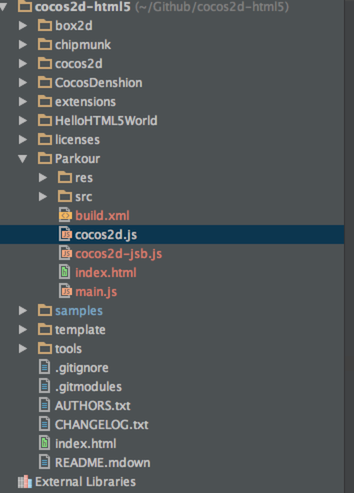 cocos2d-html5 (~/Github/cocos2d-html5)
box2d
chipmunk
cocos2d
CocosDenshion
extensions
HelloHTML5World
licenses
Parkour
res
src
build.xml
cocos2d.js
cocos2d-jsb.js
index.html
main.js
samples
template
tools
.gitignore
.gitmodules
AUTHORS.txt
CHANGELOG.txt
index.html
README.mdown
External Libraries